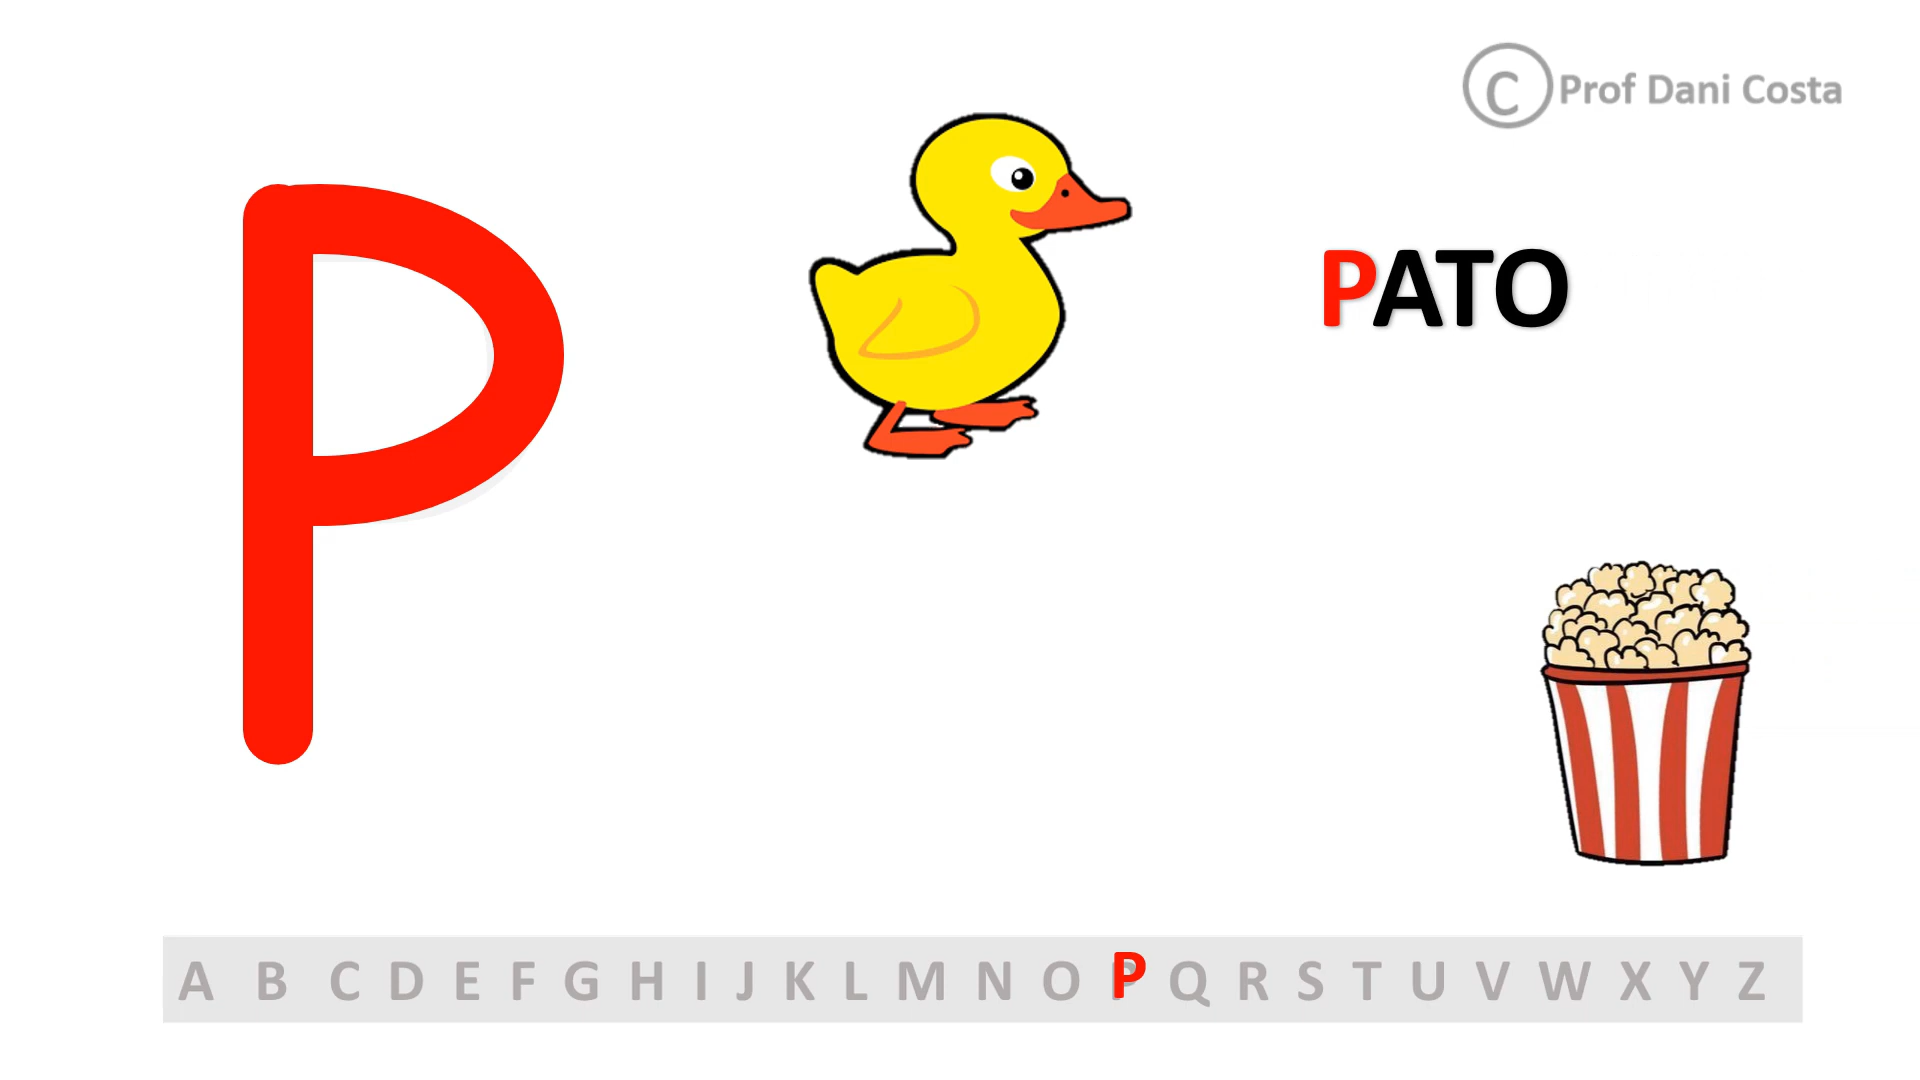 © Prof Dani Costa
P
PATO
A B C D E F G H I J K L M N O P Q R S T U V W X Y Z